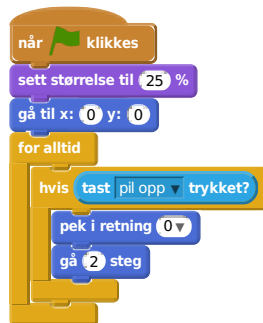 når klikkes
sett størrelse til 25 %
gå til x: 0 y: 0
for alltid
hvis tast pil opp trykket?
pek i retning 0
gå 2 steg